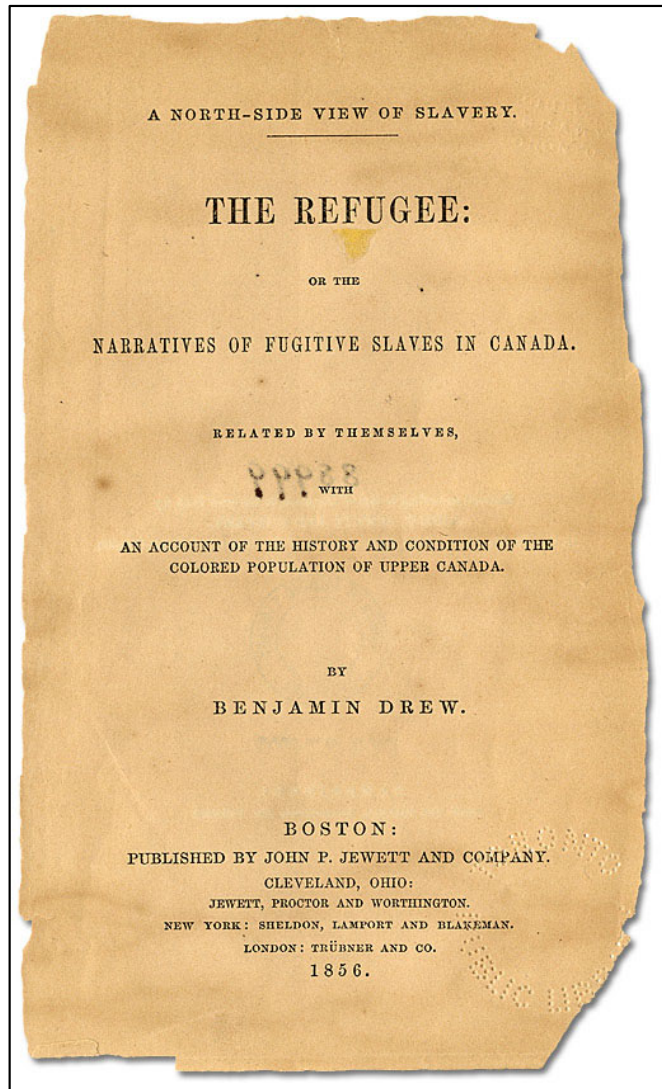 A NORTH-SIDE VIEW OF SLAVERY.
THE REFUGEE:
OR THE
NARRATIVES OF FUGITIVE SLAVES IN CANADA.
RELATED BY THEMSELVES,
WITH
AN ACCOUNT OF THE HISTORY AND CONDITION OF THE
COLORED POPULATION OF UPPER CANADA.
BY
BENJAMIN DREW.
BOSTON:
PUBLISHED BY JOHN P. JEWETT AND COMPANY.
CLEVELAND, OHIO:
JEWETT, PROCTOR AND WORTHINGTON.
NEW YORK: SHELDON, LAMPORT AND BLAKEMAN.
LONDON: TRÜBNER AND CO.
1856.
TORONTO
PUBLIC LIBRARY